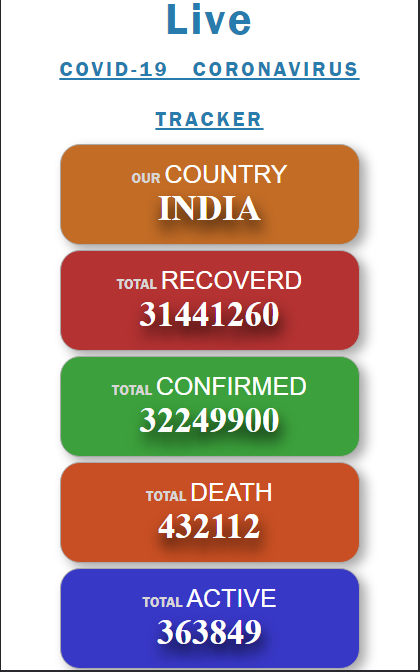 Live
COVID-19 CORONAVIRUS
TRACKER
OUR COUNTRY
INDIA
TOTAL RECOVERD
31441260
TOTAL CONFIRMED
32249900
TOTAL DEATH
432112
TOTAL ACTIVE
363849